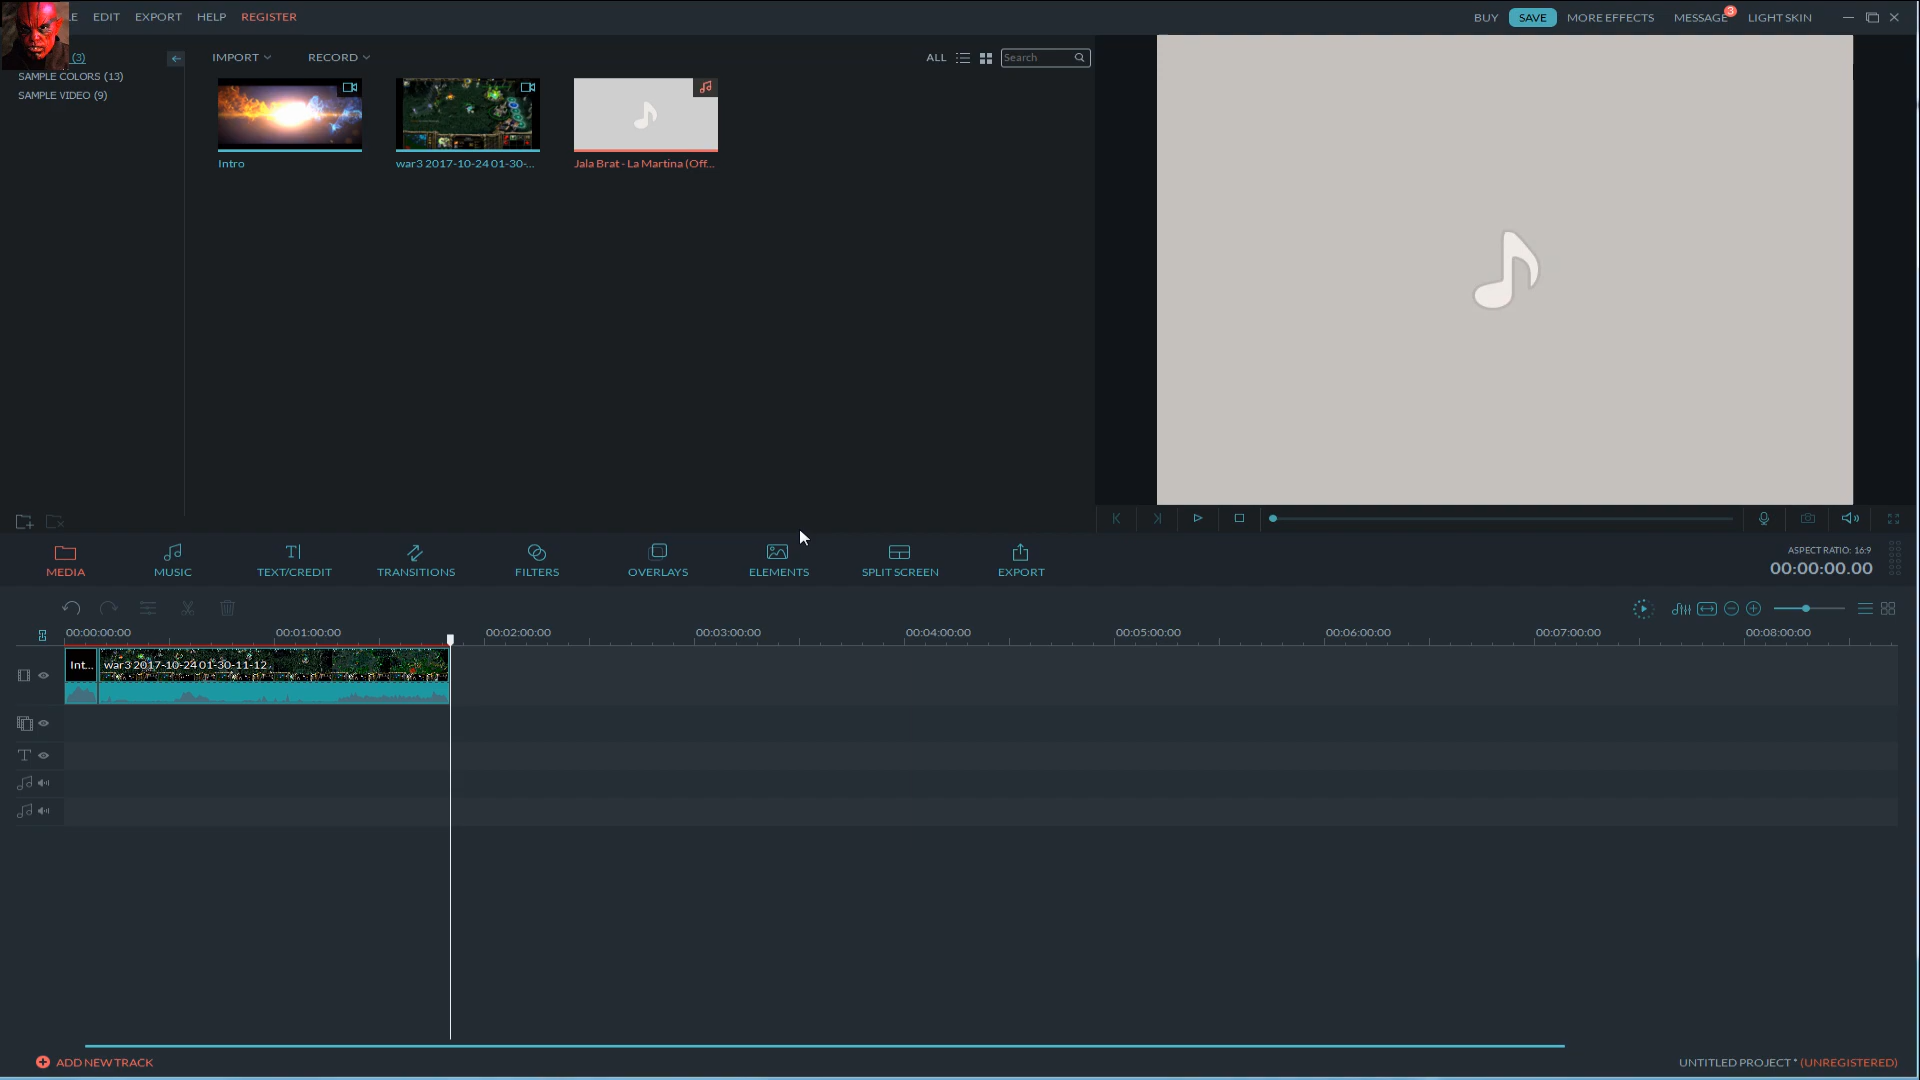 LE EDIT EXPORT HELP REGISTER
BUY SAVE MORE EFFECTS MESSAGE 3 LIGHT SKIN
(3)
SAMPLE COLORS (13)
SAMPLE VIDEO (9)
IMPORT RECORD
ALL Search
Intro
war3 2017-10-24 01-30-...
Jala Brat - La Martina (Off...
MEDIA MUSIC TEXT/CREDIT TRANSITIONS FILTERS OVERLAYS ELEMENTS SPLIT SCREEN EXPORT
ASPECT RATIO: 16:9
00:00:00.00
00:00:00:00 00:01:00:00 00:02:00:00 00:03:00:00 00:04:00:00 00:05:00:00 00:06:00:00 00:07:00:00 00:08:00:00
Int... war3 2017-10-24 01-30-11-12
ADD NEW TRACK
UNTITLED PROJECT * (UNREGISTERED)